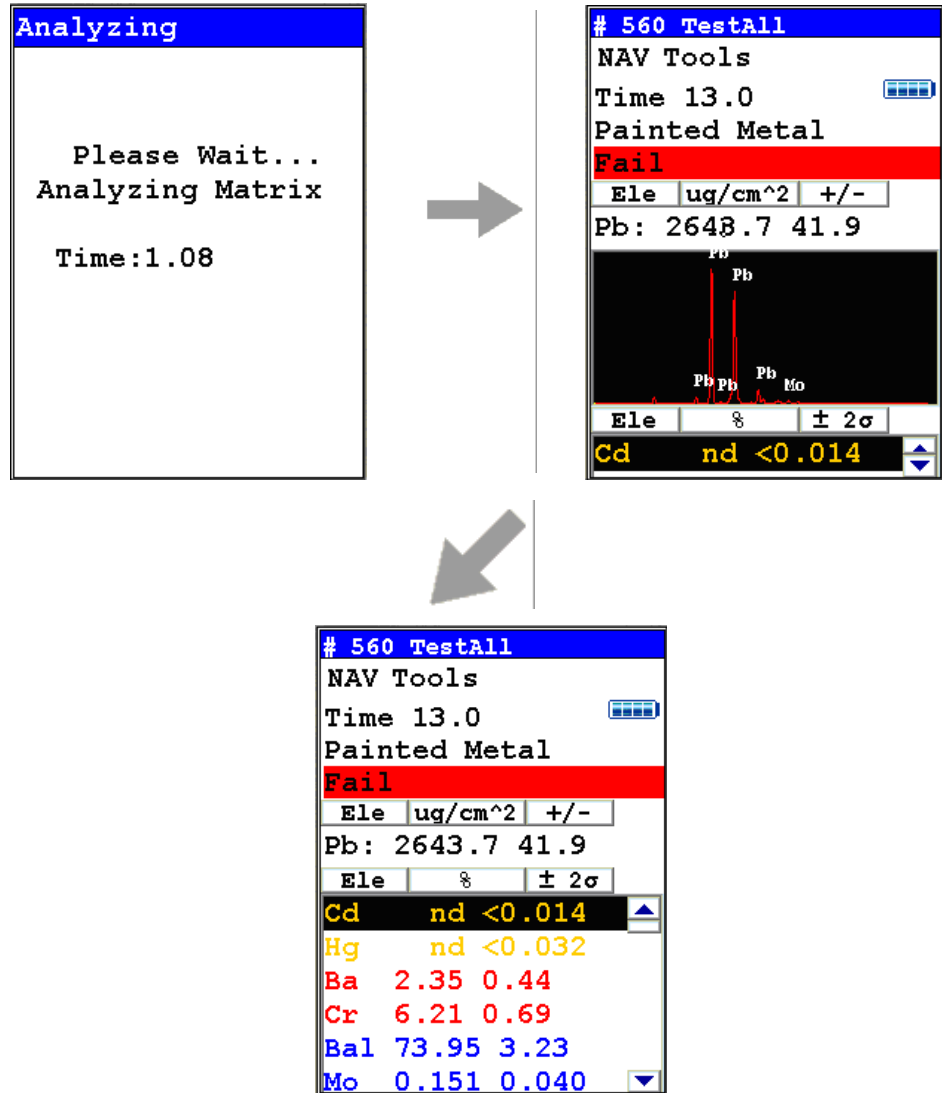 Analyzing
Please Wait...
Analyzing Matrix
Time:1.08
# 560 TestAll
NAV Tools
Time 13.0
Painted Metal
Fail
Ele ug/cm^2 +/-
Pb: 2643.7 41.9
Pb
Pb
Pb Pb Pb Mo
Ele % ± 2σ
Cd nd <0.014
# 560 TestAll
NAV Tools
Time 13.0
Painted Metal
Fail
Ele ug/cm^2 +/-
Pb: 2643.7 41.9
Ele % ± 2σ
Cd nd <0.014
Hg nd <0.032
Ba 2.35 0.44
Cr 6.21 0.69
Bal 73.95 3.23
Mo 0.151 0.040